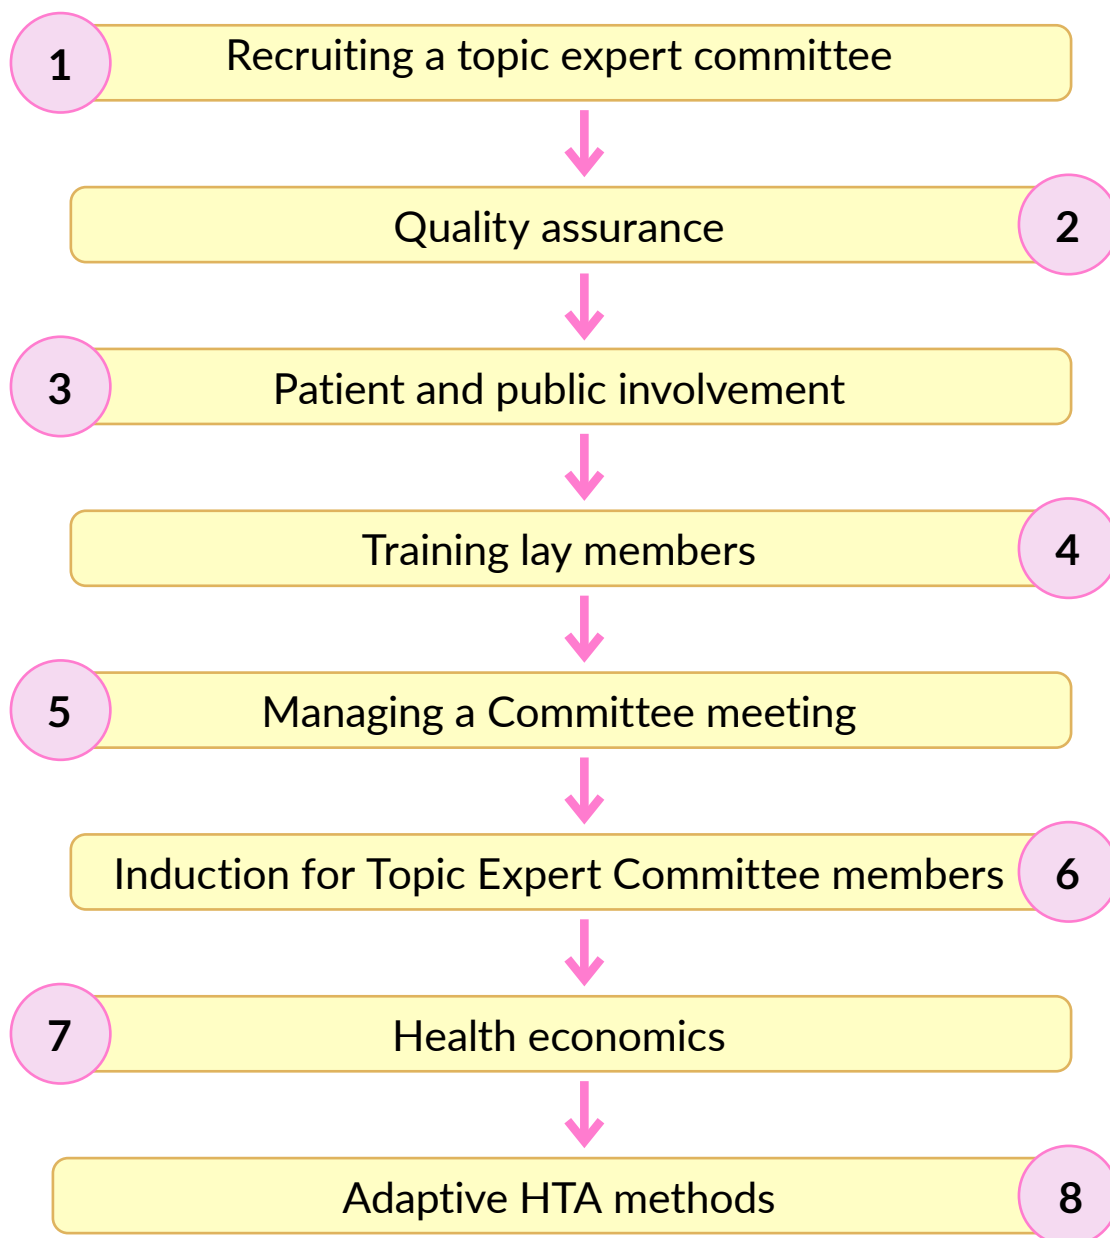 1
Recruiting a topic expert committee
Quality assurance
2
3
Patient and public involvement
Training lay members
4
5
Managing a Committee meeting
Induction for Topic Expert Committee members
6
7
Health economics
Adaptive HTA methods
8